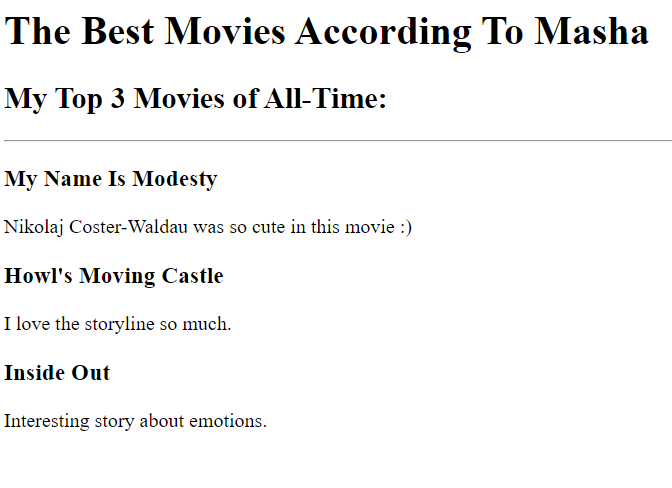 The Best Movies According To Masha
My Top 3 Movies of All-Time:
My Name Is Modesty
Nikolaj Coster-Waldau was so cute in this movie :)
Howl's Moving Castle
I love the storyline so much.
Inside Out
Interesting story about emotions.